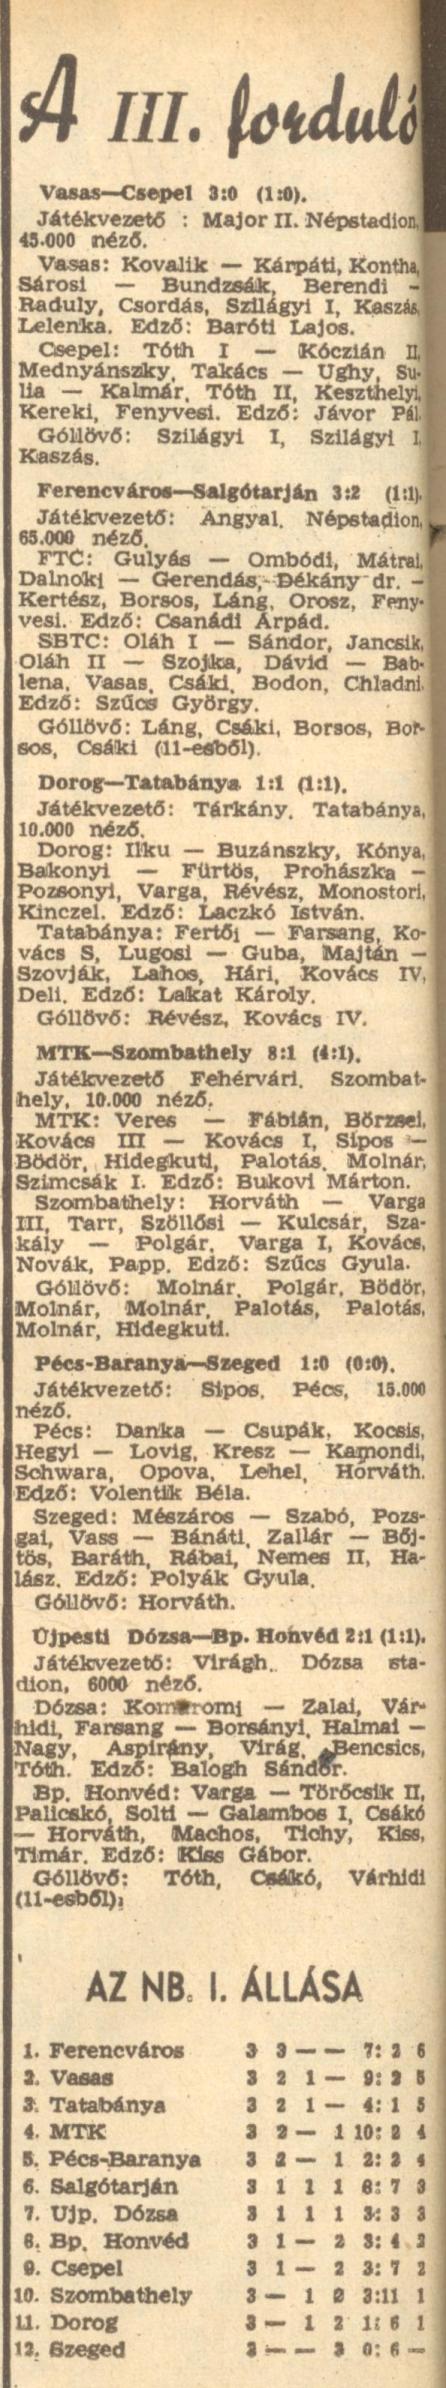 A III. forduló
Vasas—Csepel 3:0 (1:0).
Játékvezető : Major II. Népstadion,
45.000 néző.
Vasas: Kovalik — Kárpáti, Kontha,
Sárosi — Bundzsák, Berendi —
Raduly, Csordás, Szilágyi I, Kaszás,
Lelenka. Edző: Baróti Lajos.
Csepel: Tóth I — Kóczián II,
Mednyánszky, Takács — Ughy, Su-
lia — Kalmár, Tóth II, Keszthelyi,
Kereki, Fenyvesi. Edző: Jávor Pál.
Góllövő: Szilágyi I, Szilágyi I,
Kaszás.
Ferencváros—Salgótarján 3:2 (1:1).
Játékvezető: Angyal. Népstadion,
65.000 néző.
FTC: Gulyás — Ombódi, Mátrai,
Dalnoki — Gerendás, Dékány dr. —
Kertész, Borsos, Láng, Orosz, Feny-
vesi. Edző: Csanádi Árpád.
SBTC: Oláh I — Sándor, Jancsik,
Oláh II — Szojka, Dávid — Bab-
lena, Vasas, Csáki, Bodon, Chladni.
Edző: Szűcs György.
Góllövő: Láng, Csáki, Borsos, Bor-
sos, Csáki (11-esből).
Dorog—Tatabánya 1:1 (1:1).
Játékvezető: Tárkány. Tatabánya,
10.000 néző.
Dorog: Ilku — Buzánszky, Kónya,
Bakonyi — Fürtös, Prohászka —
Pozsonyi, Varga, Révész, Monostori,
Kinczel. Edző: Laczkó István.
Tatabánya: Fertői — Farsang, Ko-
vács S, Lugosi — Guba, Majtán —
Szovják, Lahos, Hári, Kovács IV,
Deli. Edző: Lakat Károly.
Góllövő: Révész, Kovács IV.
MTK—Szombathely 8:1 (4:1).
Játékvezető Fehérvári. Szombat-
hely, 10.000 néző.
MTK: Veres — Fábián, Börzsei,
Kovács III — Kovács I, Sipos —
Bödör, Hidegkuti, Palotás, Molnár,
Szimcsák I. Edző: Bukovi Márton.
Szombathely: Horváth — Varga
III, Tarr, Szöllősi — Kulcsár, Sza-
kály — Polgár, Varga I, Kovács,
Novák, Papp. Edző: Szűcs Gyula.
Góllövő: Molnár, Polgár, Bödör,
Molnár, Molnár, Palotás, Palotás,
Molnár, Hidegkuti.
Pécs-Baranya—Szeged 1:0 (0:0).
Játékvezető: Sipos. Pécs, 15.000
néző.
Pécs: Danka — Csupák, Kocsis,
Hegyi — Lovig, Kresz — Kamondi,
Schwara, Opova, Lehel, Horváth.
Edző: Volentik Béla.
Szeged: Mészáros — Szabó, Pozs-
gai, Vass — Bánáti, Zallár — Bőj-
tös, Baráth, Rábai, Nemes II, Ha-
lász. Edző: Polyák Gyula.
Góllövő: Horváth.
Újpesti Dózsa—Bp. Honvéd 2:1 (1:1).
Játékvezető: Virágh. Dózsa sta-
dion, 6000 néző.
Dózsa: Komáromi — Zalai, Vár-
hidi, Farsang — Borsányi, Halmai —
Nagy, Aspirány, Virág, Bencsics,
Tóth. Edző: Balogh Sándor.
Bp. Honvéd: Varga — Törőcsik II,
Palicskó, Solti — Galambos I, Csákó
— Horváth, Machos, Tichy, Kiss,
Timár. Edző: Kiss Gábor.
Góllövő: Tóth, Csákó, Várhidi
(11-esből).
AZ NB. I. ÁLLÁSA
1. Ferencváros 3 3 — — 7: 2 6
2. Vasas 3 2 1 — 9: 2 5
3. Tatabánya 3 2 1 — 4: 1 5
4. MTK 3 2 — 1 10: 2 4
5. Pécs-Baranya 3 2 — 1 2: 2 4
6. Salgótarján 3 1 1 1 6: 7 3
7. Ujp. Dózsa 3 1 1 1 3: 3 3
8. Bp. Honvéd 3 1 — 2 3: 4 2
9. Csepel 3 1 — 2 3: 7 2
10. Szombathely 3 — 1 2 3:11 1
11. Dorog 3 — 1 2 1: 6 1
12. Szeged 3 — — 3 0: 6 —